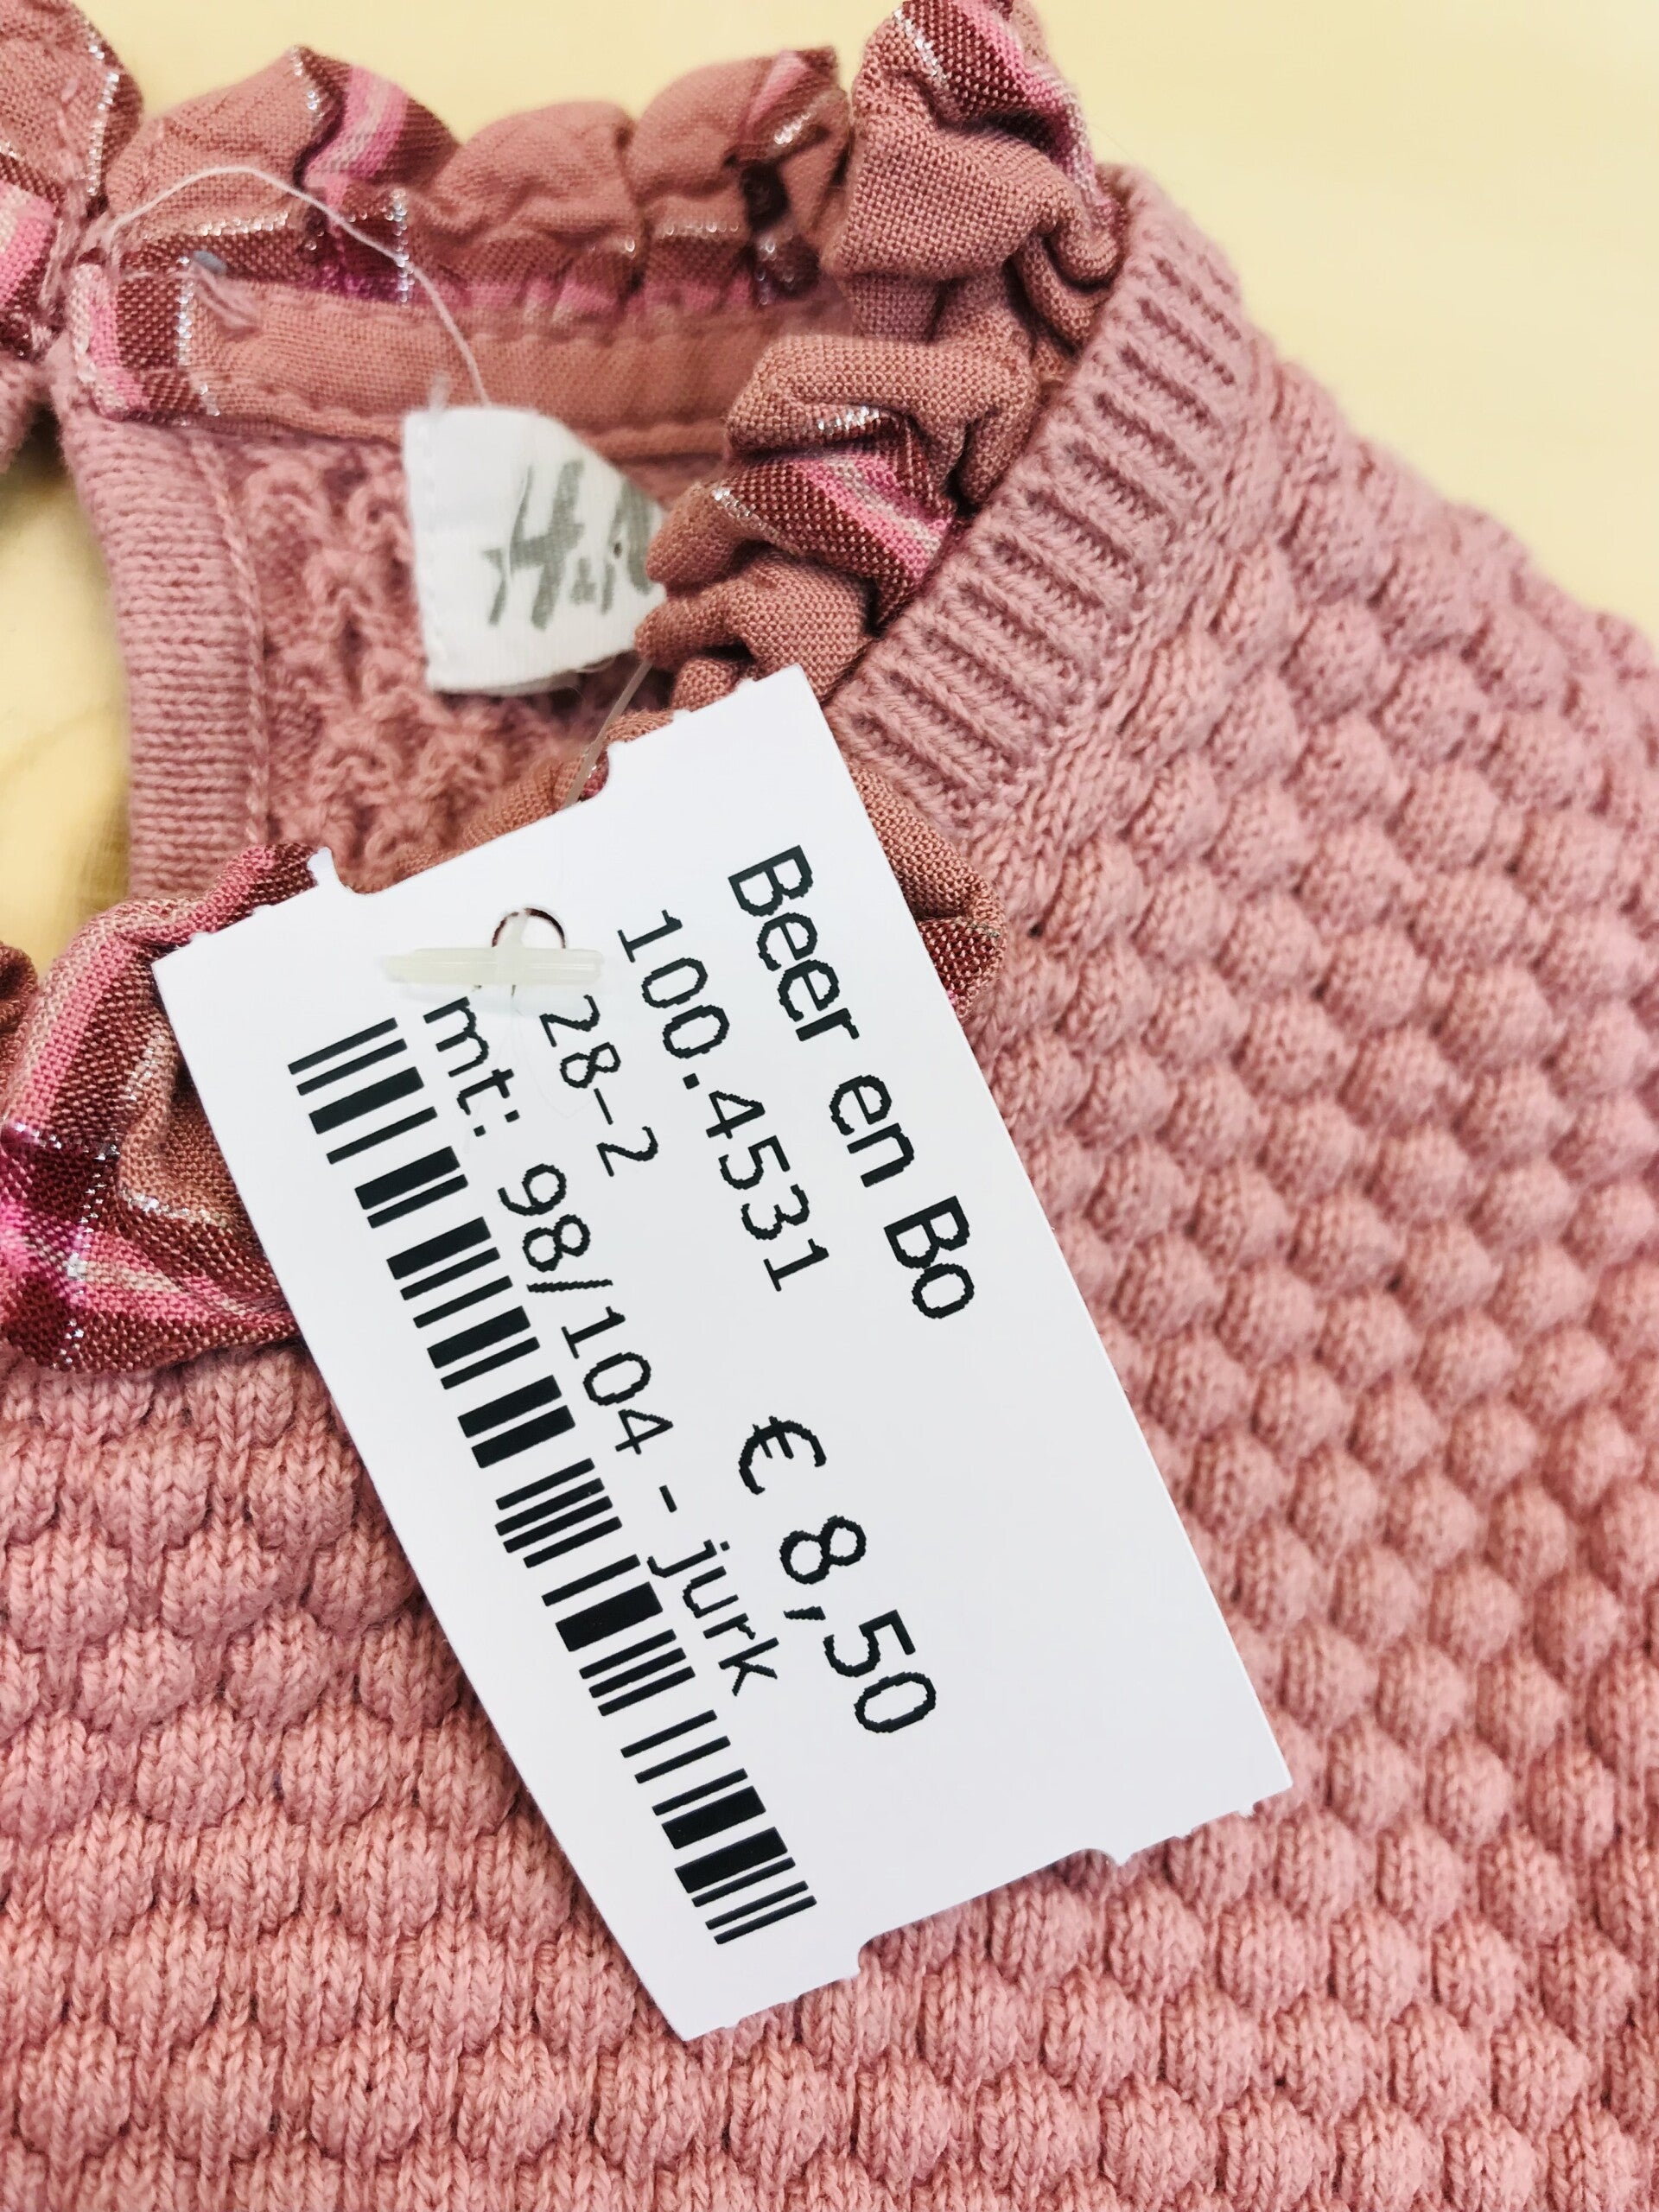 H&M
Beer en Bo
100.4531 € 8,50
28-2
mt: 98/104 - jurk